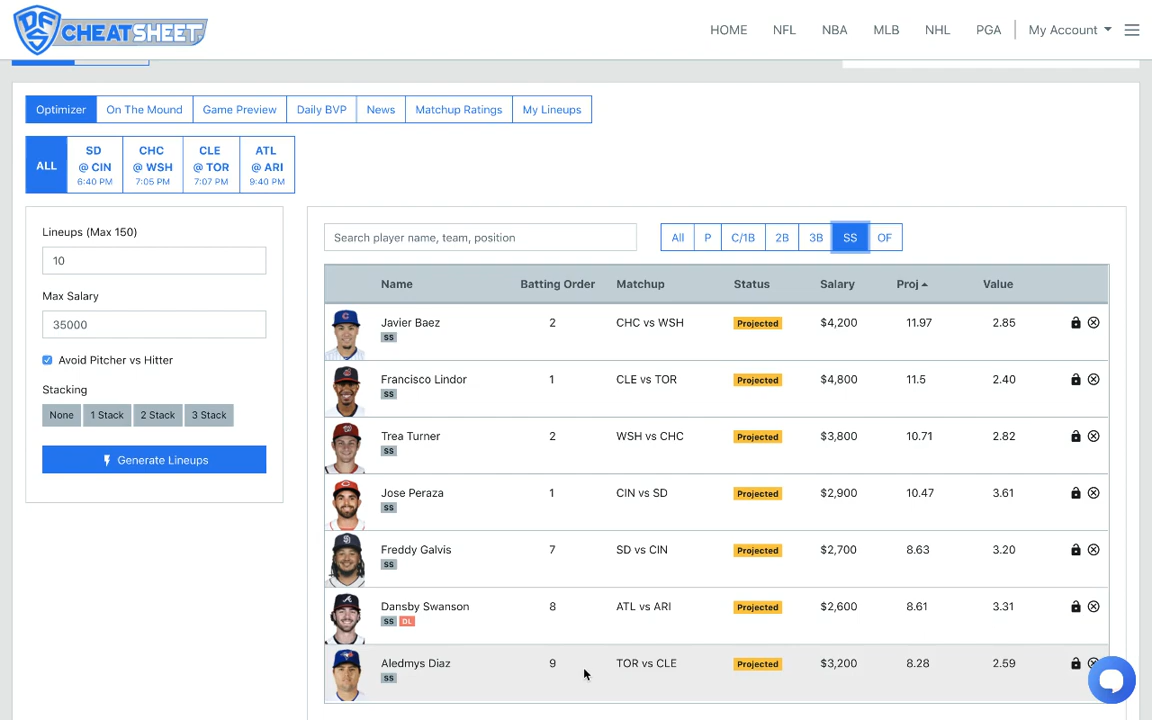 DFS CHEATSHEET
HOME NFL NBA MLB NHL PGA My Account
Optimizer On The Mound Game Preview Daily BVP News Matchup Ratings My Lineups
ALL
SD @ CIN 6:40 PM
CHC @ WSH 7:05 PM
CLE @ TOR 7:07 PM
ATL @ ARI 9:40 PM
Lineups (Max 150)
10
Max Salary
35000
Avoid Pitcher vs Hitter
Stacking
None 1 Stack 2 Stack 3 Stack
Generate Lineups
Search player name, team, position
All P C/1B 2B 3B SS OF
Name Batting Order Matchup Status Salary Proj Value
Javier Baez 2 CHC vs WSH Projected $4,200 11.97 2.85
SS
Francisco Lindor 1 CLE vs TOR Projected $4,800 11.5 2.40
SS
Trea Turner 2 WSH vs CHC Projected $3,800 10.71 2.82
SS
Jose Peraza 1 CIN vs SD Projected $2,900 10.47 3.61
SS
Freddy Galvis 7 SD vs CIN Projected $2,700 8.63 3.20
SS
Dansby Swanson 8 ATL vs ARI Projected $2,600 8.61 3.31
SS DL
Aledmys Diaz 9 TOR vs CLE Projected $3,200 8.28 2.59
SS